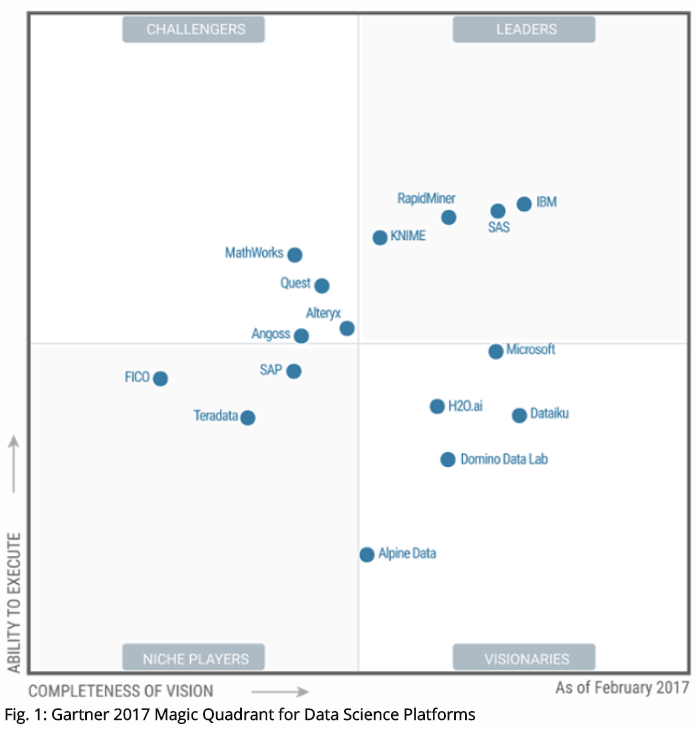 CHALLENGERS
LEADERS
RapidMiner
IBM
SAS
KNIME
MathWorks
Quest
Alteryx
Angoss
Microsoft
SAP
FICO
H2O.ai
Dataiku
Teradata
Domino Data Lab
Alpine Data
ABILITY TO EXECUTE
NICHE PLAYERS
VISIONARIES
COMPLETENESS OF VISION
As of February 2017
Fig. 1: Gartner 2017 Magic Quadrant for Data Science Platforms